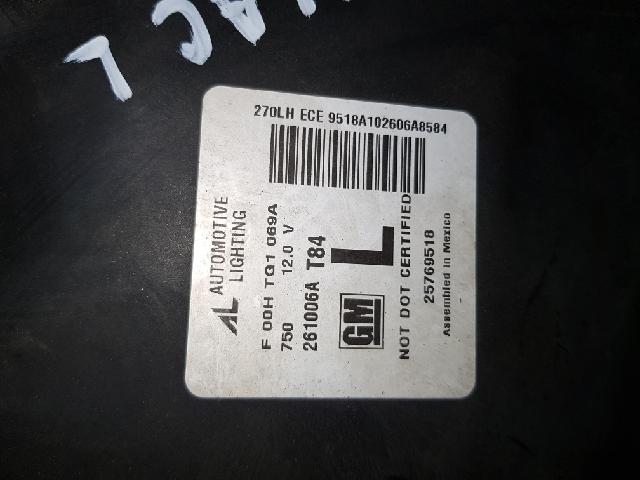 ACL
270LH ECE 9518A102606A8584
AL AUTOMOTIVE
LIGHTING
F 00H TQ1 069A
750 12.0 V
261006A T84
GM L
NOT DOT CERTIFIED
25769518
Assembled in Mexico